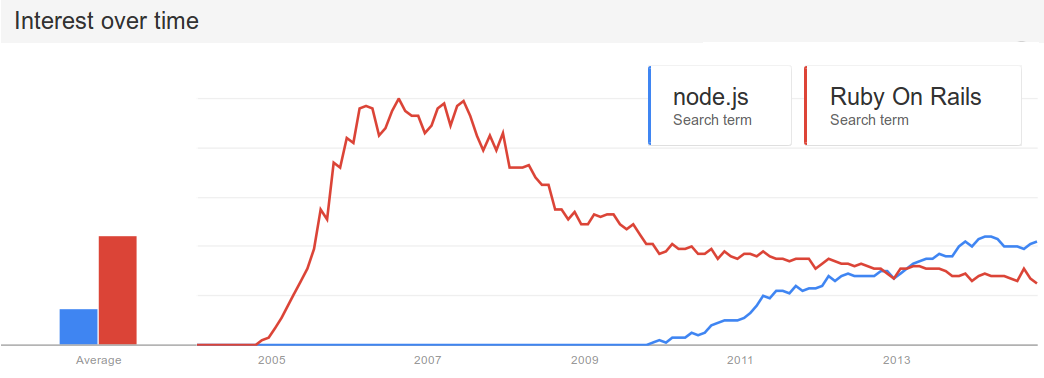 Interest over time
node.js
Search term
Ruby On Rails
Search term
Average
2005
2007
2009
2011
2013